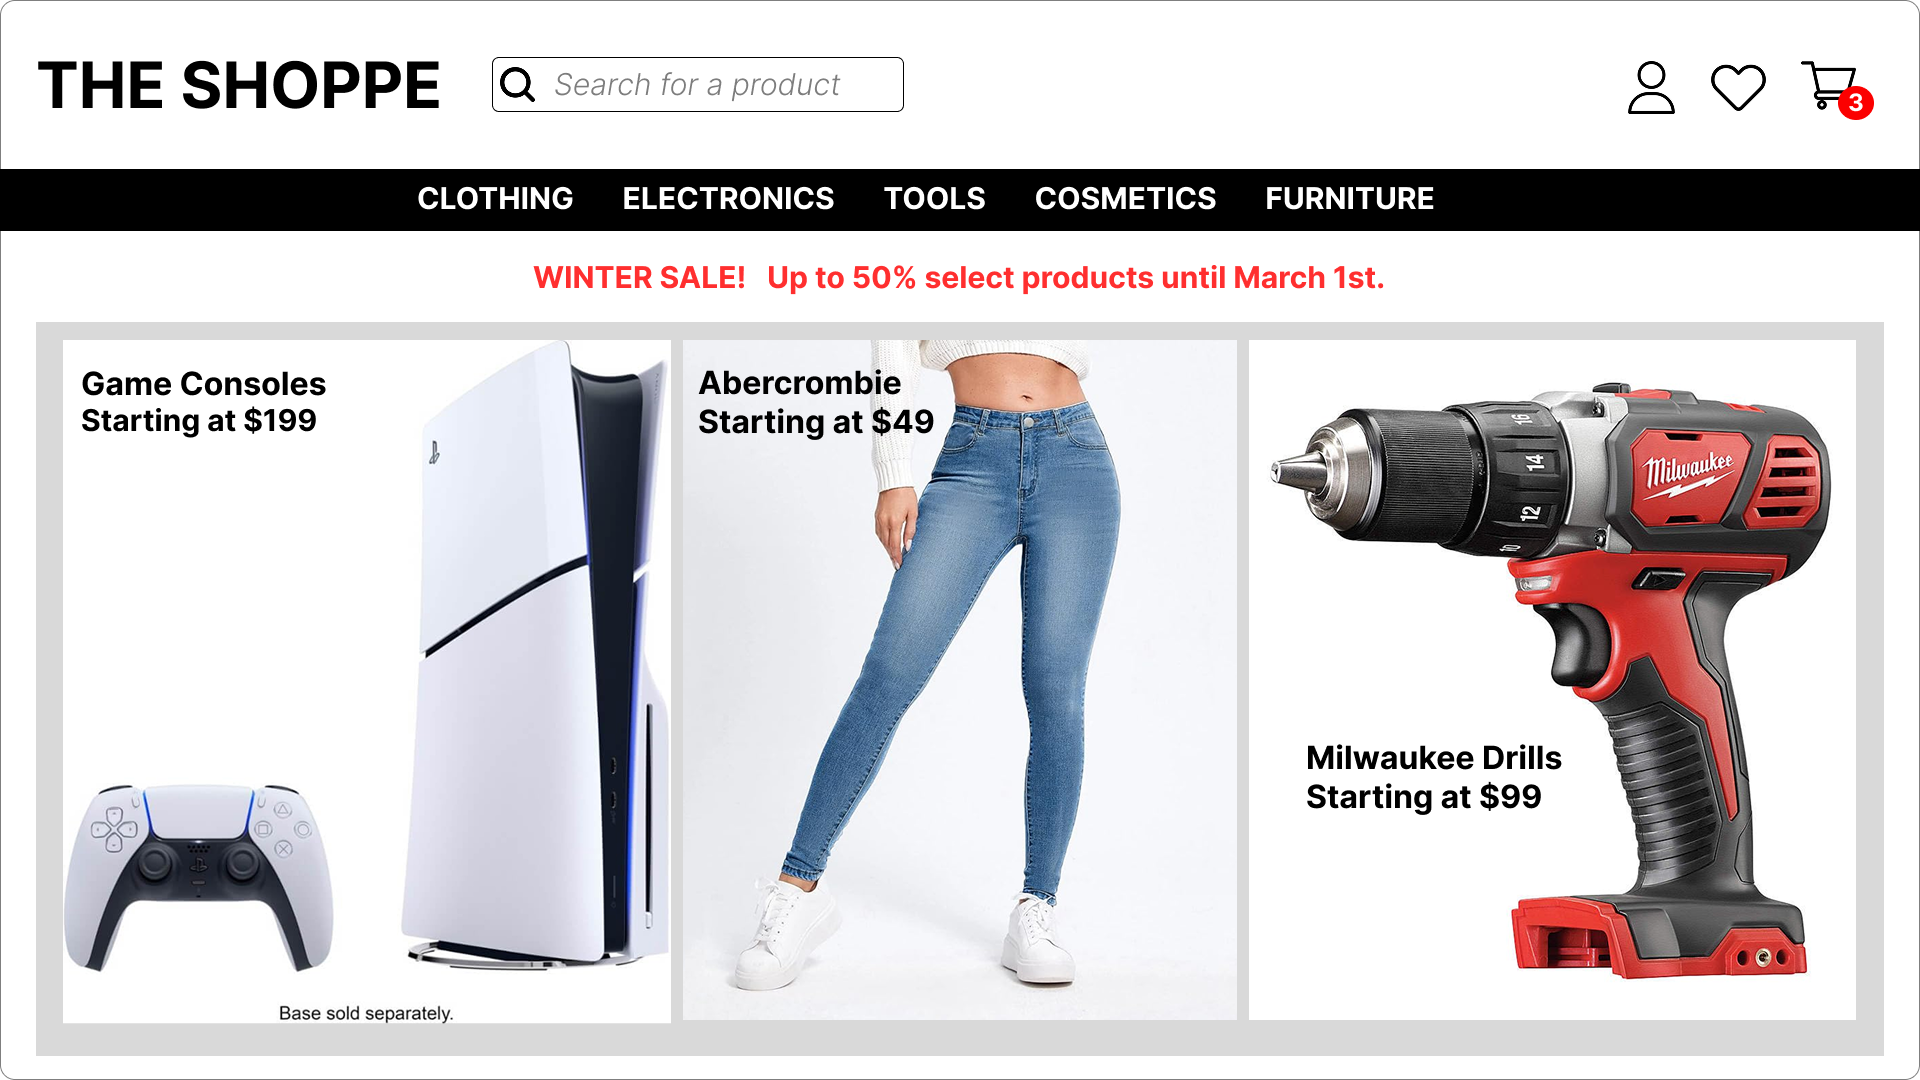 THE SHOPPE
Search for a product
3
CLOTHING ELECTRONICS TOOLS COSMETICS FURNITURE
WINTER SALE! Up to 50% select products until March 1st.
Game Consoles
Starting at $199
Base sold separately.
Abercrombie
Starting at $49
16
14
12
10
Milwaukee
Milwaukee Drills
Starting at $99